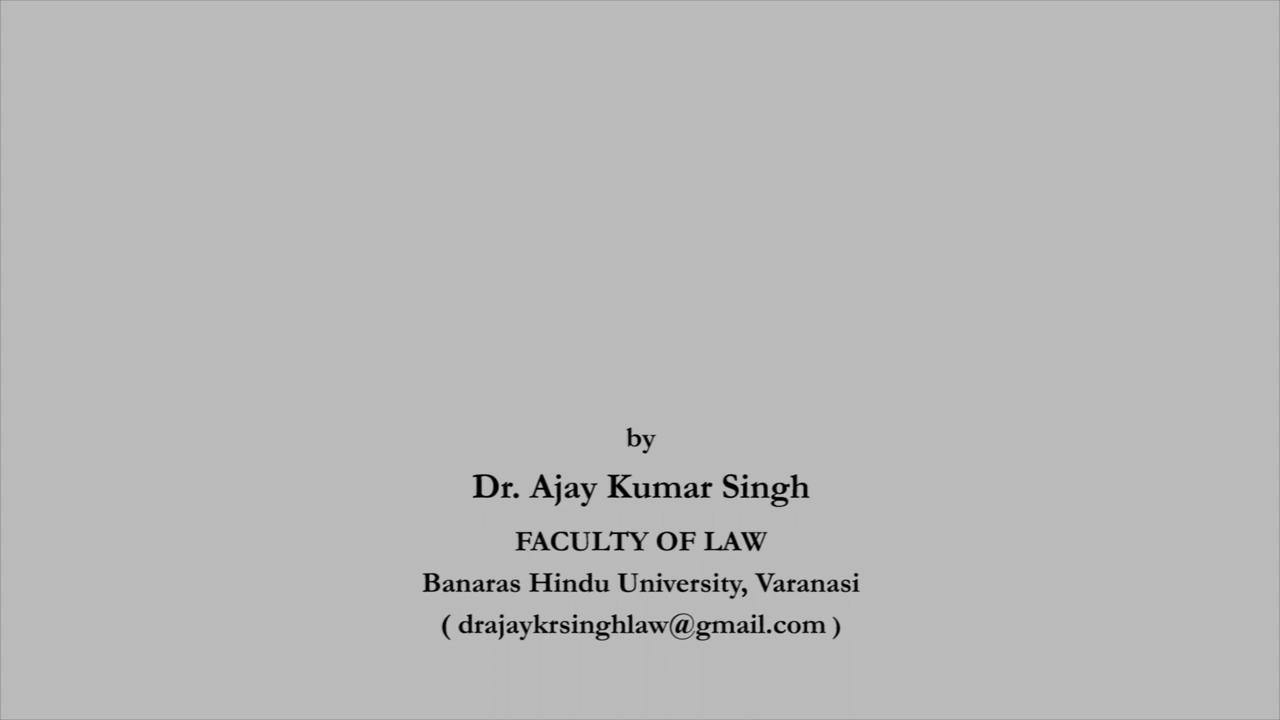 by
Dr. Ajay Kumar Singh
FACULTY OF LAW
Banaras Hindu University, Varanasi
( drajaykrsinghlaw@gmail.com )